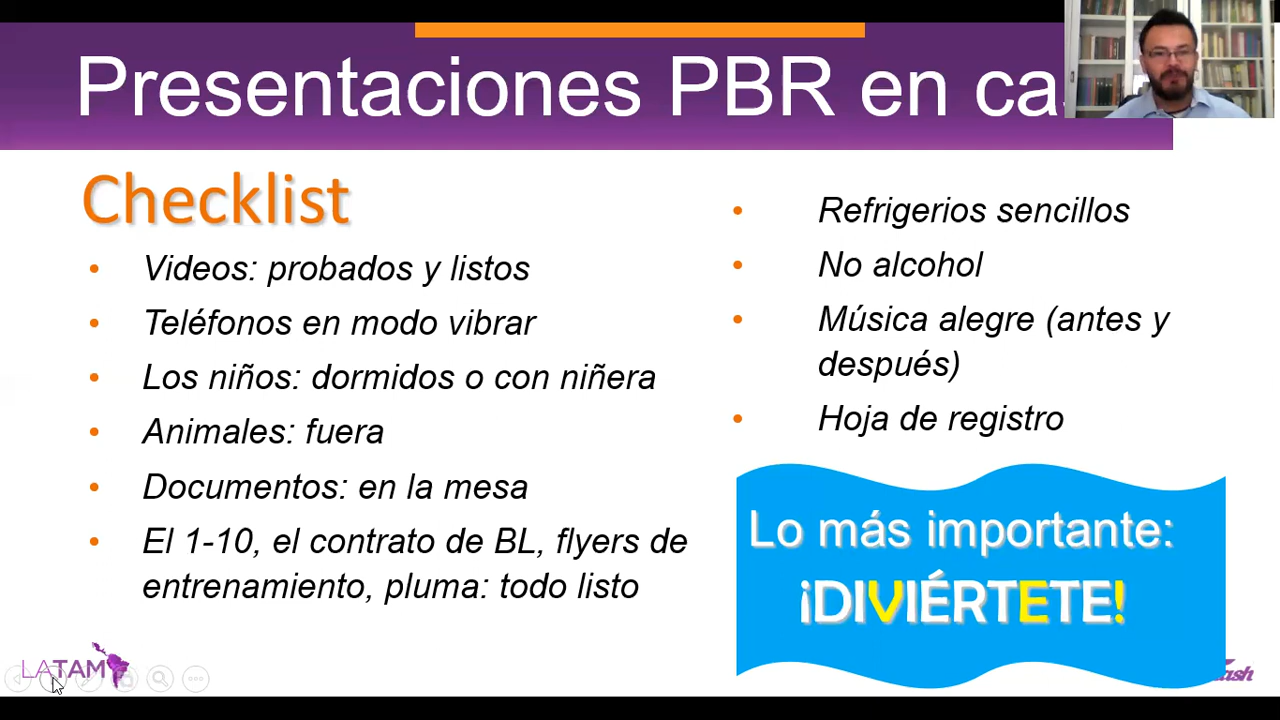 Presentaciones PBR en cas
Checklist
• Videos: probados y listos
• Teléfonos en modo vibrar
• Los niños: dormidos o con niñera
• Animales: fuera
• Documentos: en la mesa
• El 1-10, el contrato de BL, flyers de
entrenamiento, pluma: todo listo
• Refrigerios sencillos
• No alcohol
• Música alegre (antes y
después)
• Hoja de registro
Lo más importante:
¡DIVIÉRTETE!
LATAM